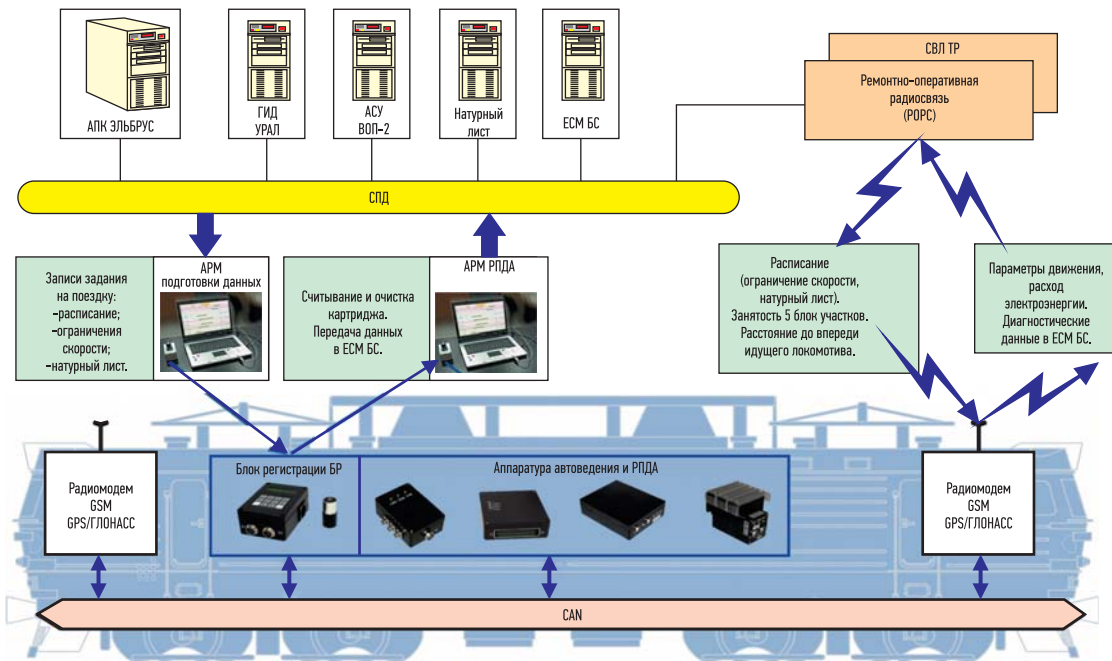 АПК ЭЛЬБРУС
ГИД
УРАЛ
АСУ
ВОП-2
Натурный
лист
ЕСМ БС
СВЛ ТР
Ремонтно-оперативная
радиосвязь
(РОРС)
СПД
Записи задания
на поездку:
-расписание;
-ограничения
скорости;
-натурный лист.
АРМ
подготовки данных
Считывание и очистка
картриджа.
Передача данных
в ЕСМ БС.
АРМ РПДА
Расписание
(ограничение скорости,
натурный лист).
Занятость 5 блок участков.
Расстояние до впереди
идущего локомотива.
Параметры движения,
расход
электроэнергии.
Диагностические
данные в ЕСМ БС.
Радиомодем
GSM
GPS/ГЛОНАСС
Блок регистрации БР
Аппаратура автоведения и РПДА
Радиомодем
GSM
GPS/ГЛОНАСС
CAN